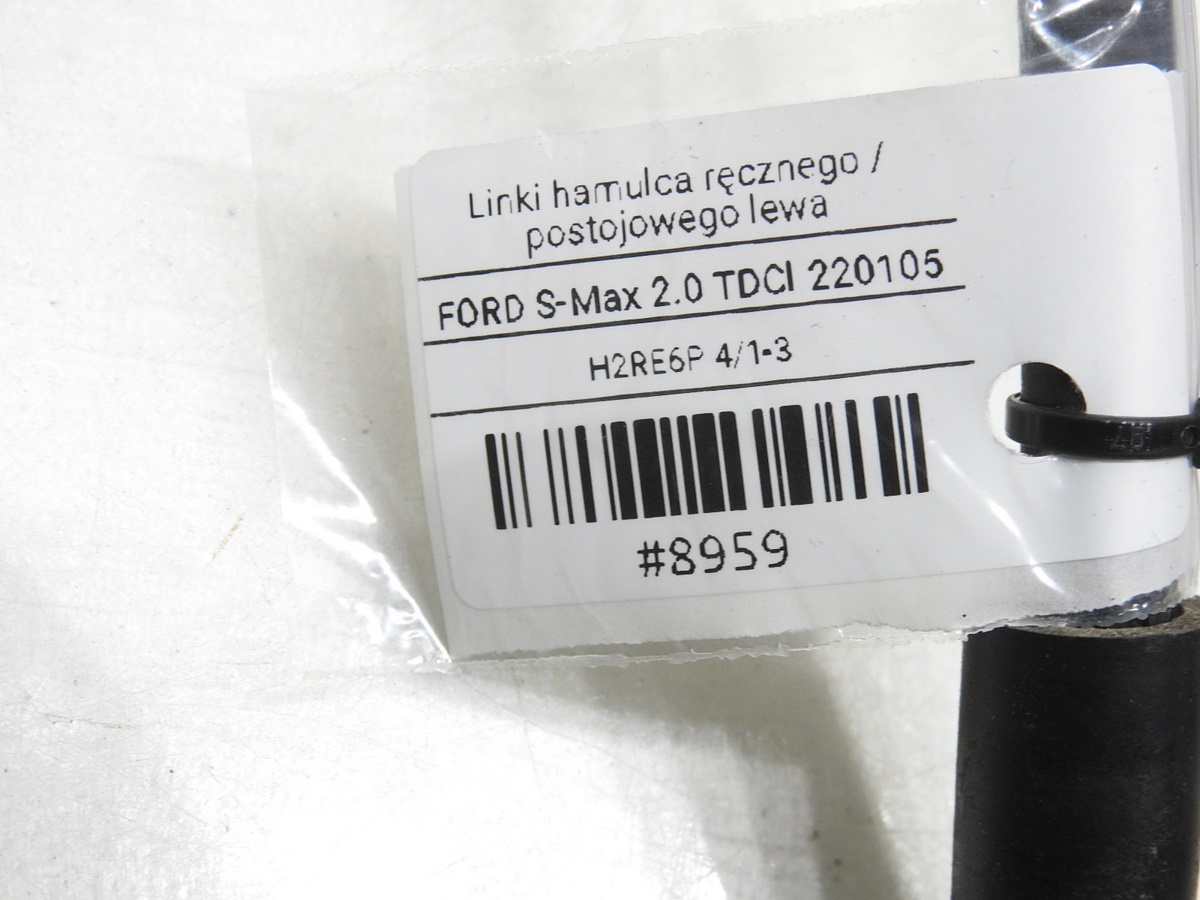 Linki hamulca ręcznego /
postojowego lewa
FORD S-Max 2.0 TDCI 220105
H2RE6P 4/1-3
#8959